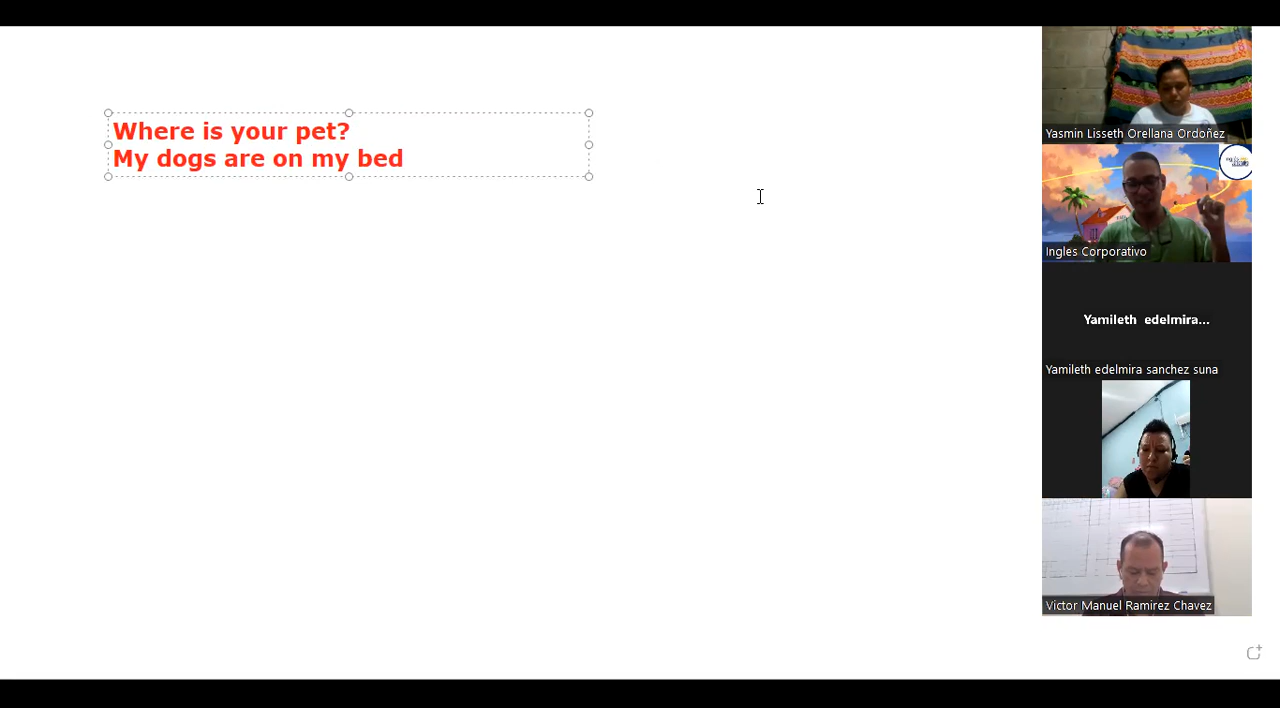 Where is your pet?
My dogs are on my bed
Yasmin Lisseth Orellana Ordoñez
Ingles Corporativo
Yamileth edelmira...
Yamileth edelmira sanchez suna
Victor Manuel Ramirez Chavez